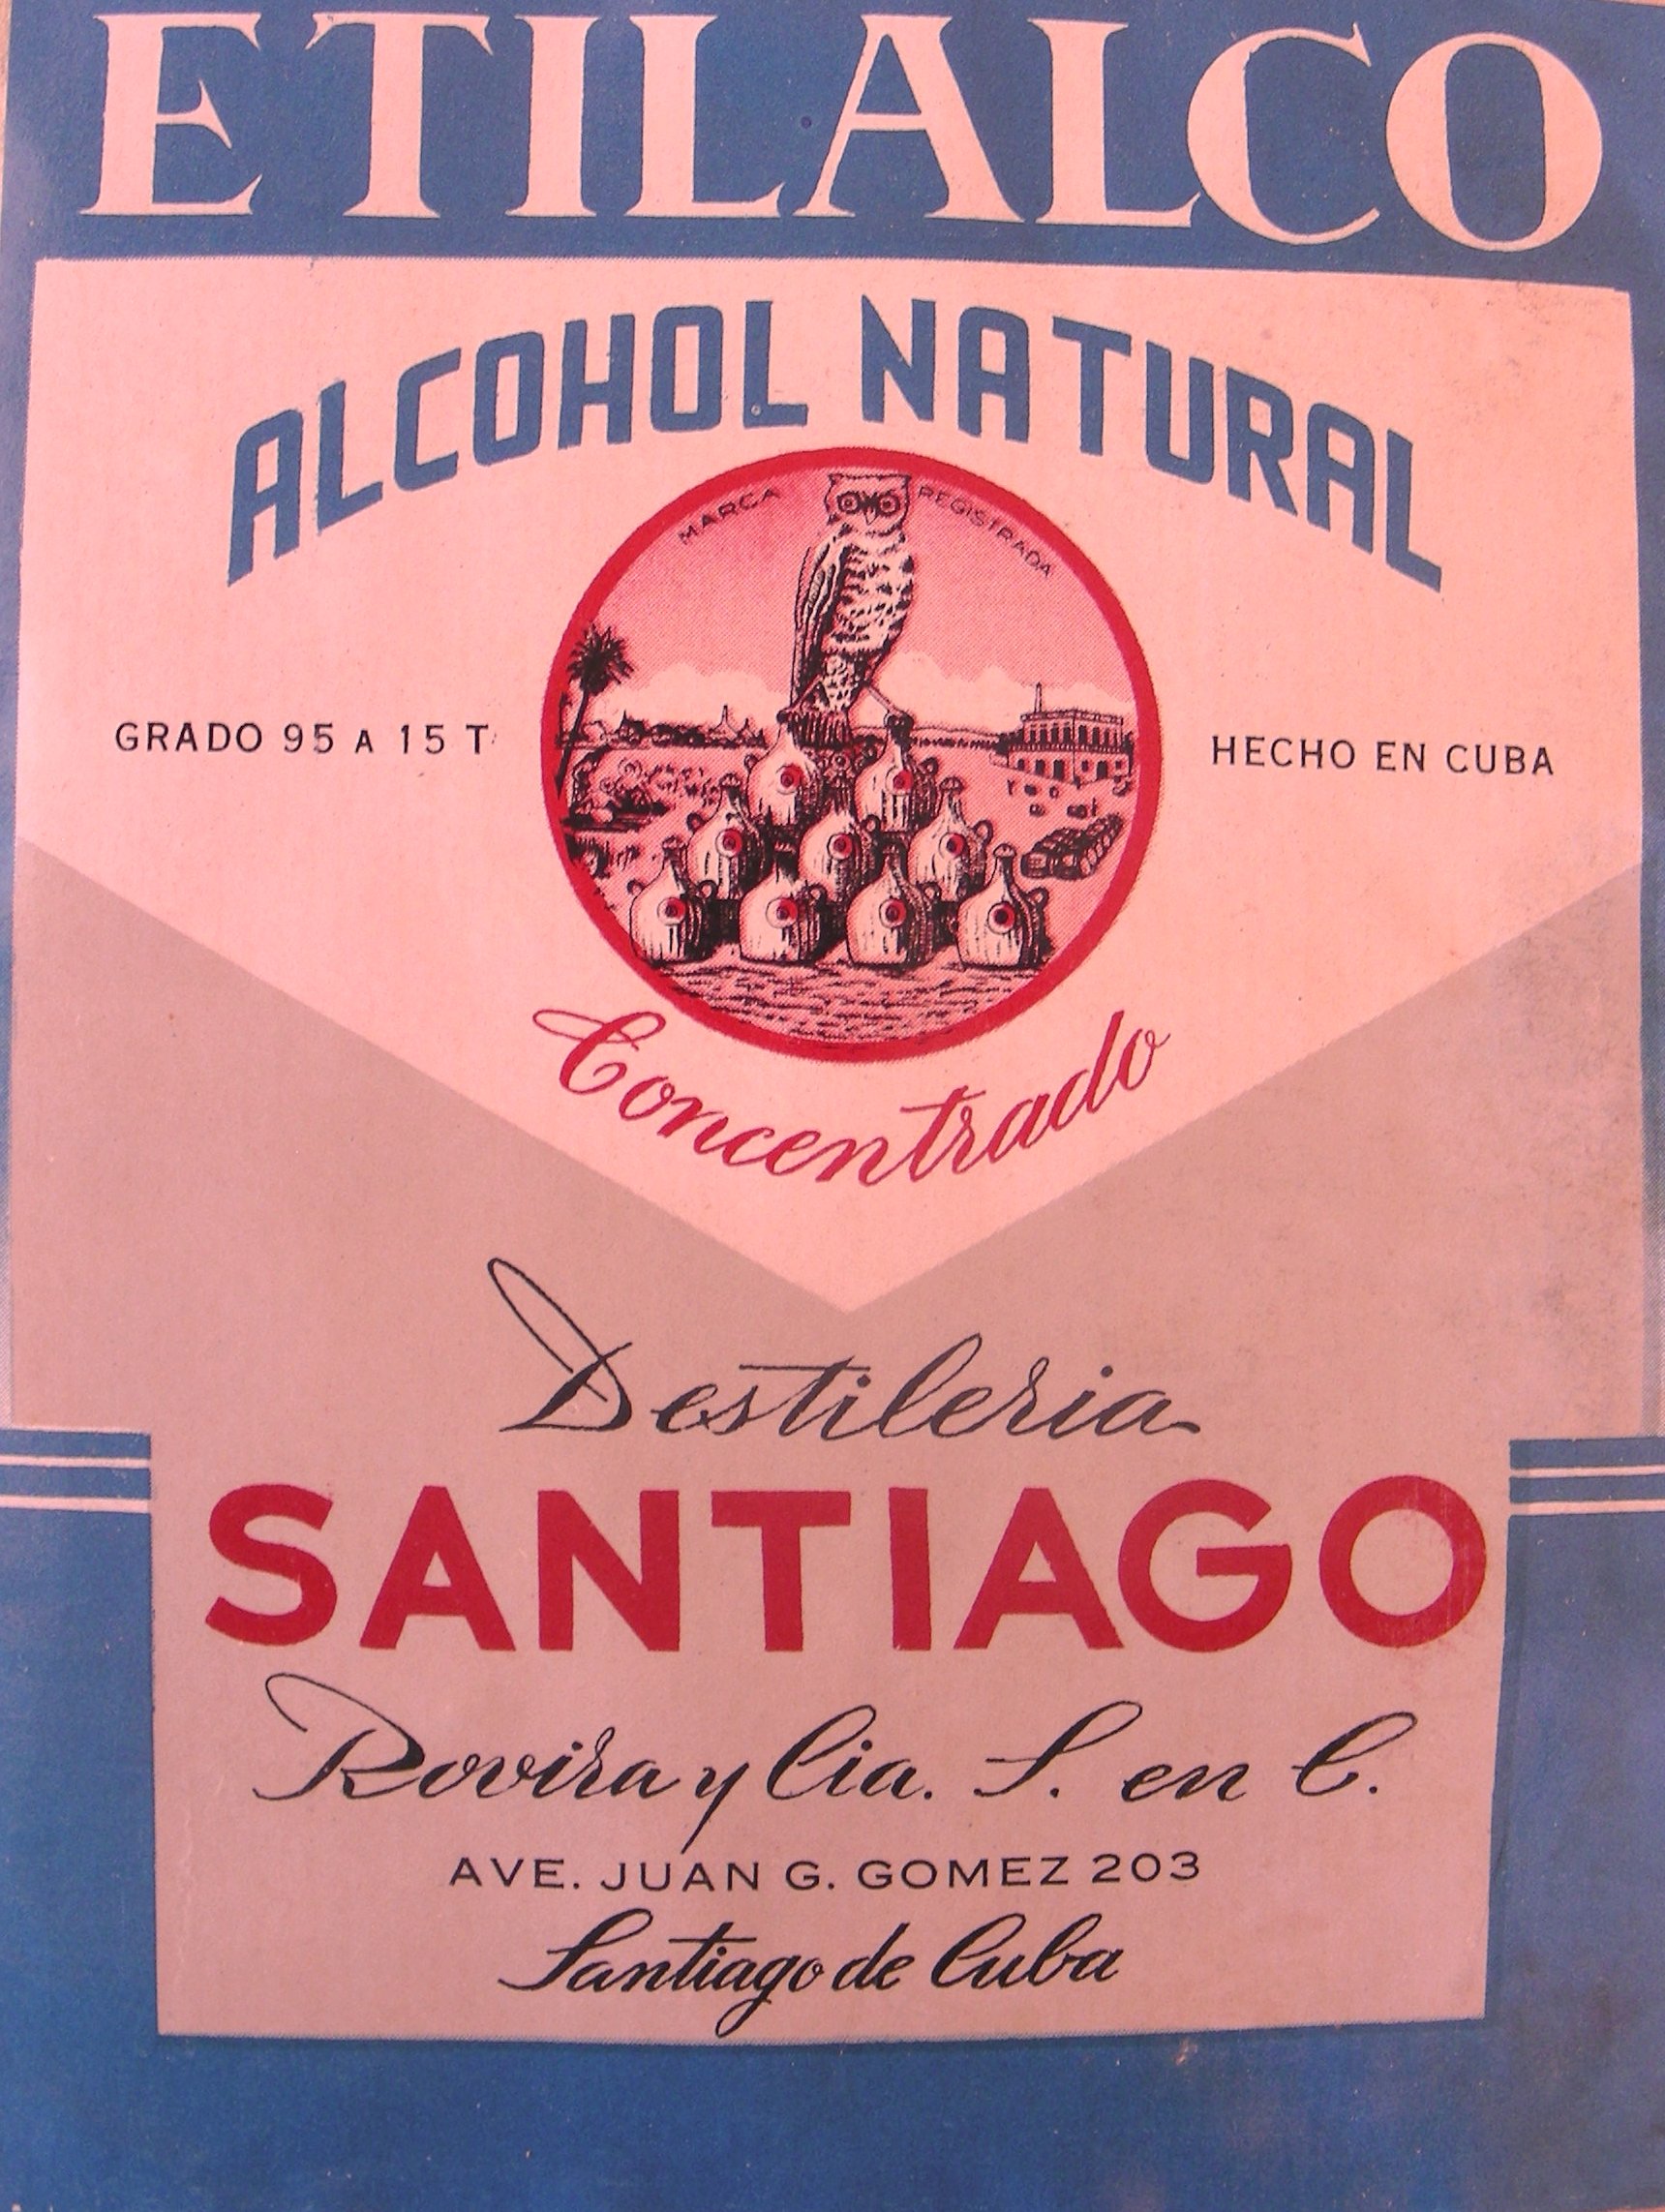 ETILALCO
ALCOHOL NATURAL
MARCA REGISTRADA
GRADO 95 A 15 T
HECHO EN CUBA
Concentrado
Destileria
SANTIAGO
Rovira y Cia. S. en C.
AVE. JUAN G. GOMEZ 203
Santiago de Cuba